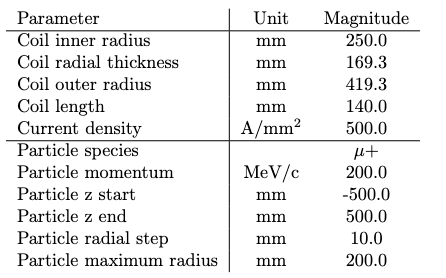 Parameter Unit Magnitude
Coil inner radius mm 250.0
Coil radial thickness mm 169.3
Coil outer radius mm 419.3
Coil length mm 140.0
Current density A/mm² 500.0
Particle species μ+
Particle momentum MeV/c 200.0
Particle z start mm -500.0
Particle z end mm 500.0
Particle radial step mm 10.0
Particle maximum radius mm 200.0